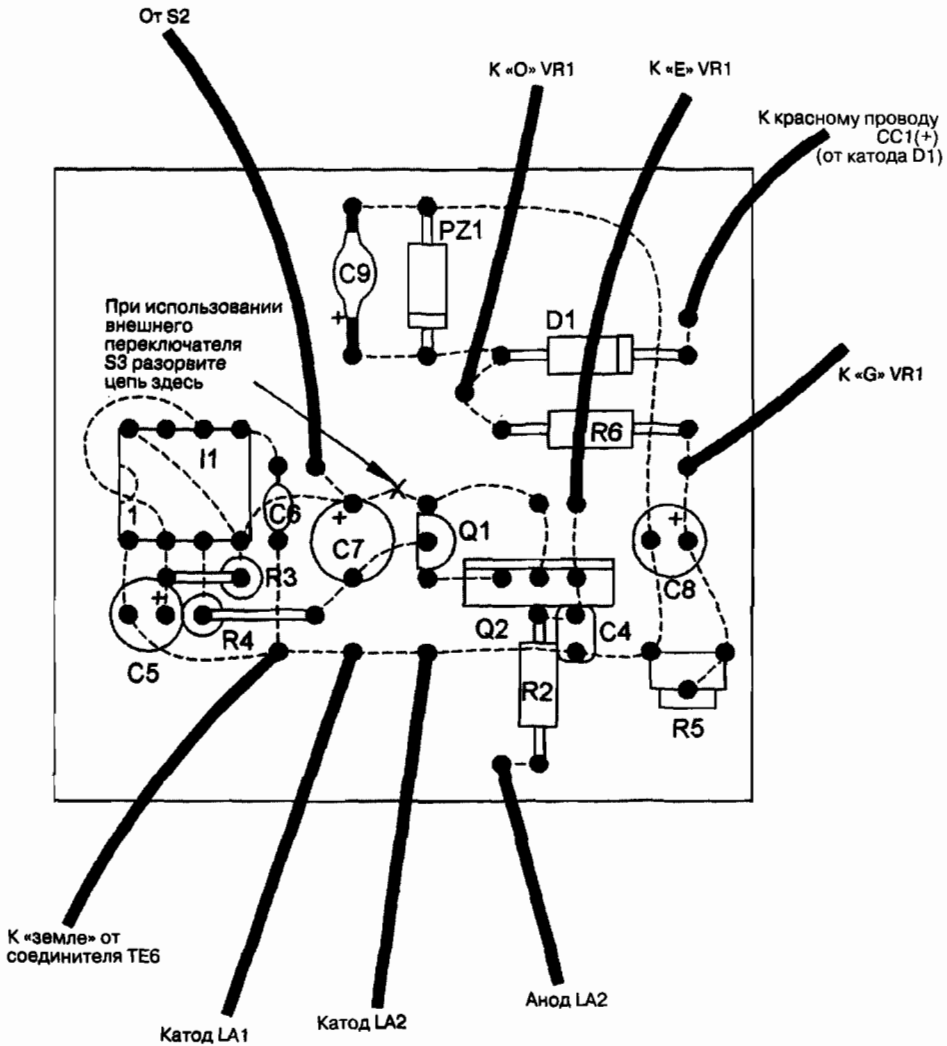 От S2
К «О» VR1
К «Е» VR1
К красному проводу
СС1(+)
(от катода D1)
PZ1
C9
+
При использовании
внешнего
переключателя
S3 разорвите
цепь здесь
D1
К «G» VR1
R6
I1
1
C6
+
C7
Q1
+
C8
R3
+
R4
C5
Q2
C4
R2
R5
К «земле» от
соединителя ТЕ6
Катод LA1
Катод LA2
Анод LA2